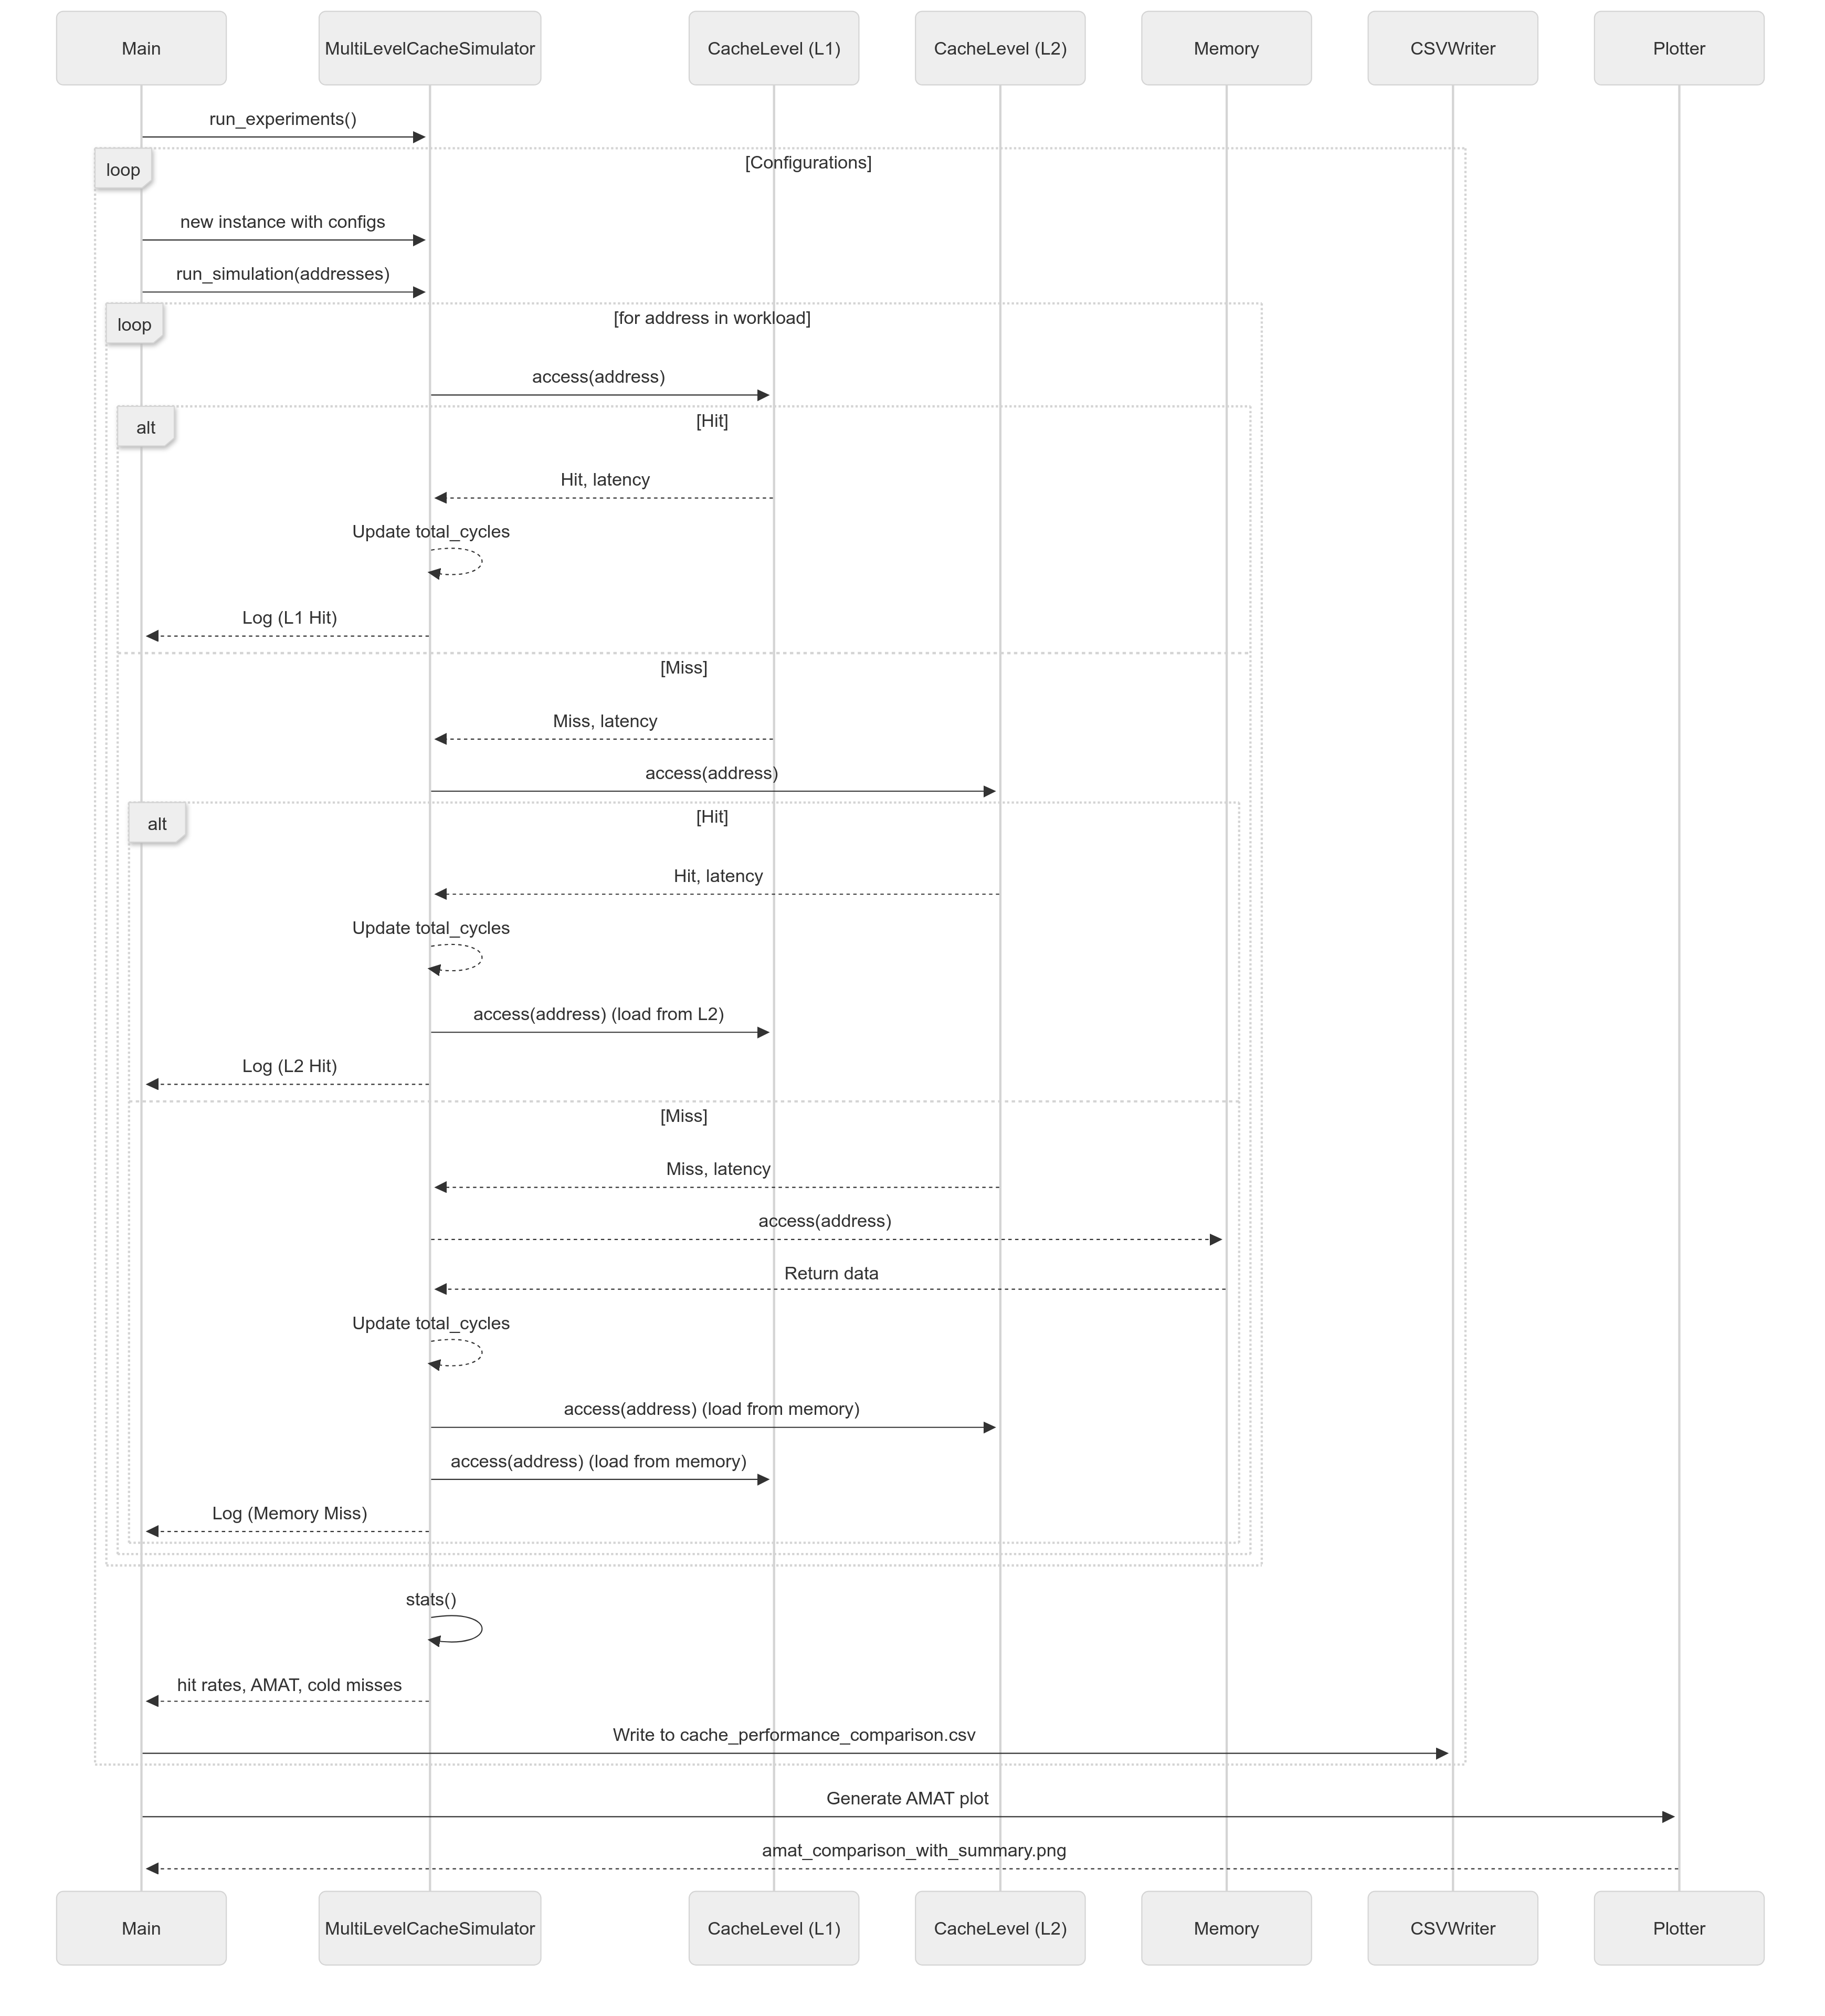 Main
MultiLevelCacheSimulator
CacheLevel (L1)
CacheLevel (L2)
Memory
CSVWriter
Plotter
run_experiments()
loop
[Configurations]
new instance with configs
run_simulation(addresses)
loop
[for address in workload]
access(address)
alt
[Hit]
Hit, latency
Update total_cycles
Log (L1 Hit)
[Miss]
Miss, latency
access(address)
alt
[Hit]
Hit, latency
Update total_cycles
access(address) (load from L2)
Log (L2 Hit)
[Miss]
Miss, latency
access(address)
Return data
Update total_cycles
access(address) (load from memory)
access(address) (load from memory)
Log (Memory Miss)
stats()
hit rates, AMAT, cold misses
Write to cache_performance_comparison.csv
Generate AMAT plot
amat_comparison_with_summary.png
Main
MultiLevelCacheSimulator
CacheLevel (L1)
CacheLevel (L2)
Memory
CSVWriter
Plotter